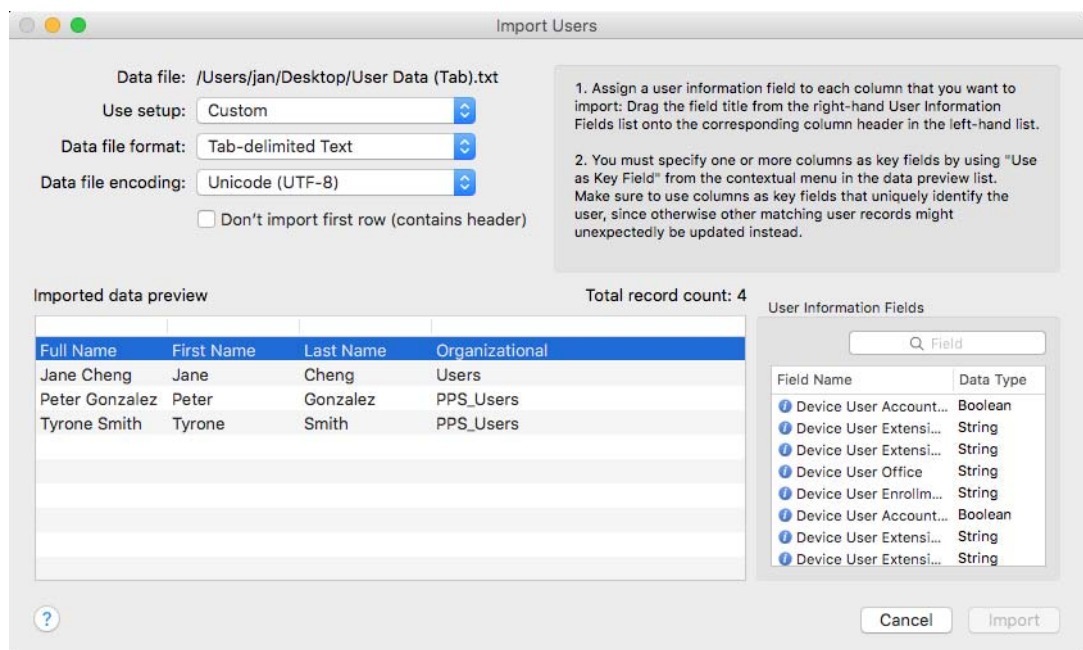 Import Users
Data file: /Users/jan/Desktop/User Data (Tab).txt
Use setup: Custom
Data file format: Tab-delimited Text
Data file encoding: Unicode (UTF-8)
Don't import first row (contains header)
1. Assign a user information field to each column that you want to
import: Drag the field title from the right-hand User Information
Fields list onto the corresponding column header in the left-hand list.
2. You must specify one or more columns as key fields by using "Use
as Key Field" from the contextual menu in the data preview list.
Make sure to use columns as key fields that uniquely identify the
user, since otherwise other matching user records might
unexpectedly be updated instead.
Imported data preview Total record count: 4
Full Name First Name Last Name Organizational
Jane Cheng Jane Cheng Users
Peter Gonzalez Peter Gonzalez PPS_Users
Tyrone Smith Tyrone Smith PPS_Users
User Information Fields
Field
Field Name Data Type
Device User Account... Boolean
Device User Extensi... String
Device User Extensi... String
Device User Office String
Device User Enrollm... String
Device User Account... Boolean
Device User Extensi... String
Device User Extensi... String
?
Cancel Import